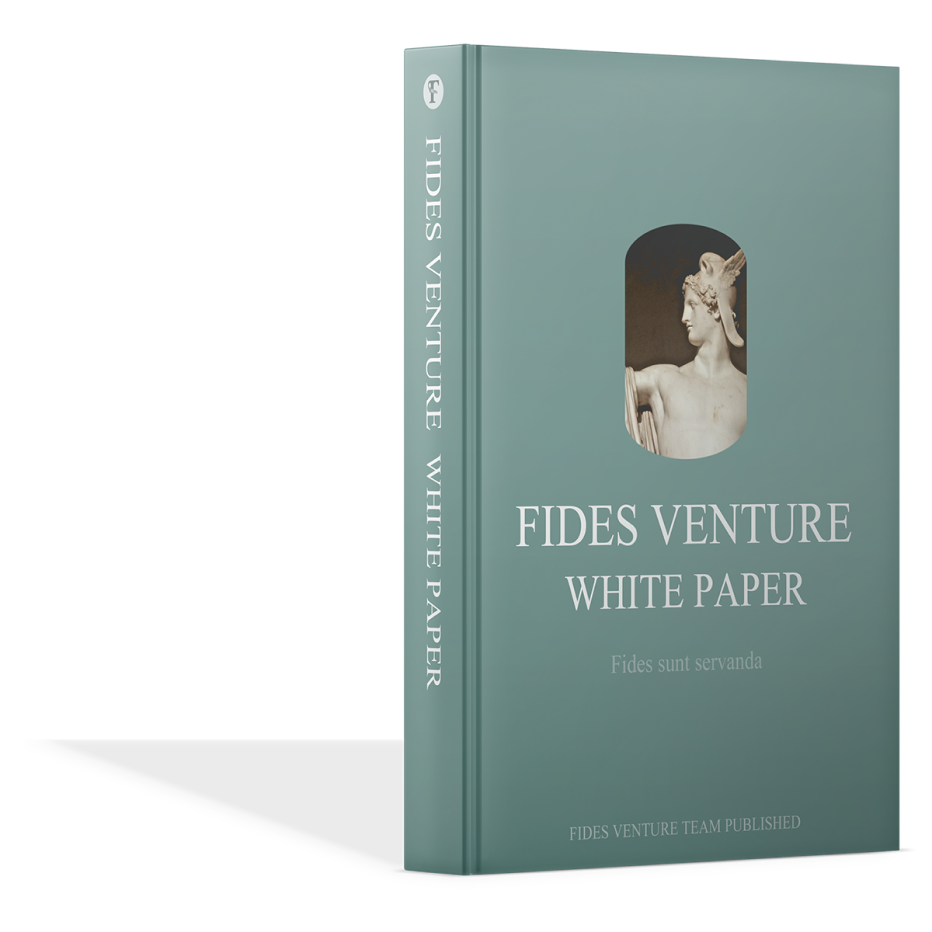 F
FIDES VENTURE WHITE PAPER
FIDES VENTURE
WHITE PAPER
Fides sunt servanda
FIDES VENTURE TEAM PUBLISHED